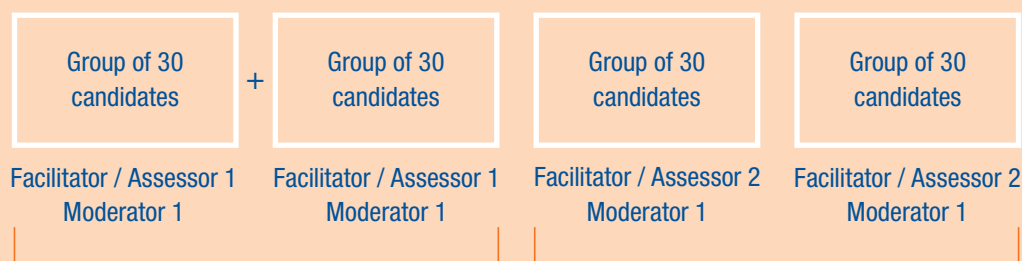 Group of 30
candidates
+
Group of 30
candidates
Group of 30
candidates
Group of 30
candidates
Facilitator / Assessor 1
Moderator 1
Facilitator / Assessor 1
Moderator 1
Facilitator / Assessor 2
Moderator 1
Facilitator / Assessor 2
Moderator 1